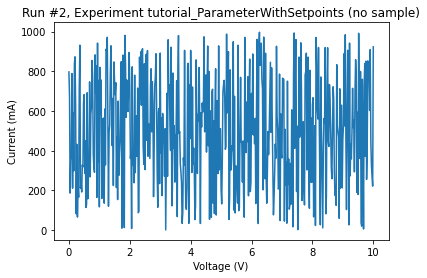 Run #2, Experiment tutorial_ParameterWithSetpoints (no sample)
1000
800
600
400
200
0
Current (mA)
0 2 4 6 8 10
Voltage (V)